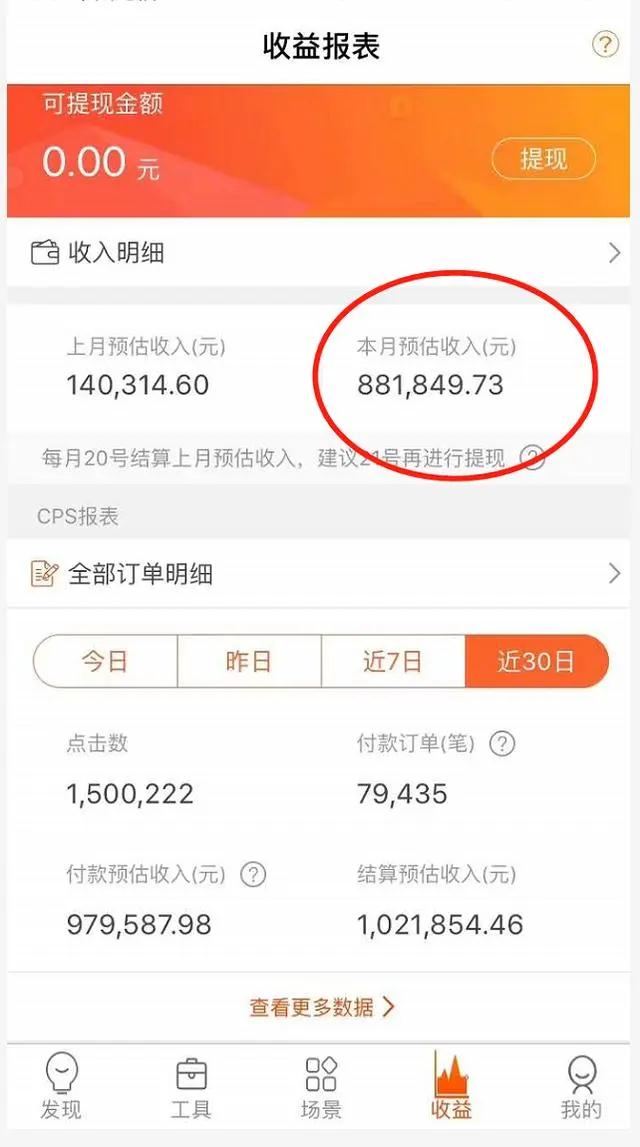 收益报表
?
可提现金额
0.00 元
提现
收入明细
上月预估收入(元)
本月预估收入(元)
140,314.60
881,849.73
每月20号结算上月预估收入，建议21号再进行提现 ?
CPS报表
全部订单明细
今日
昨日
近7日
近30日
点击数
付款订单(笔) ?
1,500,222
79,435
付款预估收入(元) ?
结算预估收入(元)
979,587.98
1,021,854.46
查看更多数据
发现
工具
场景
收益
我的